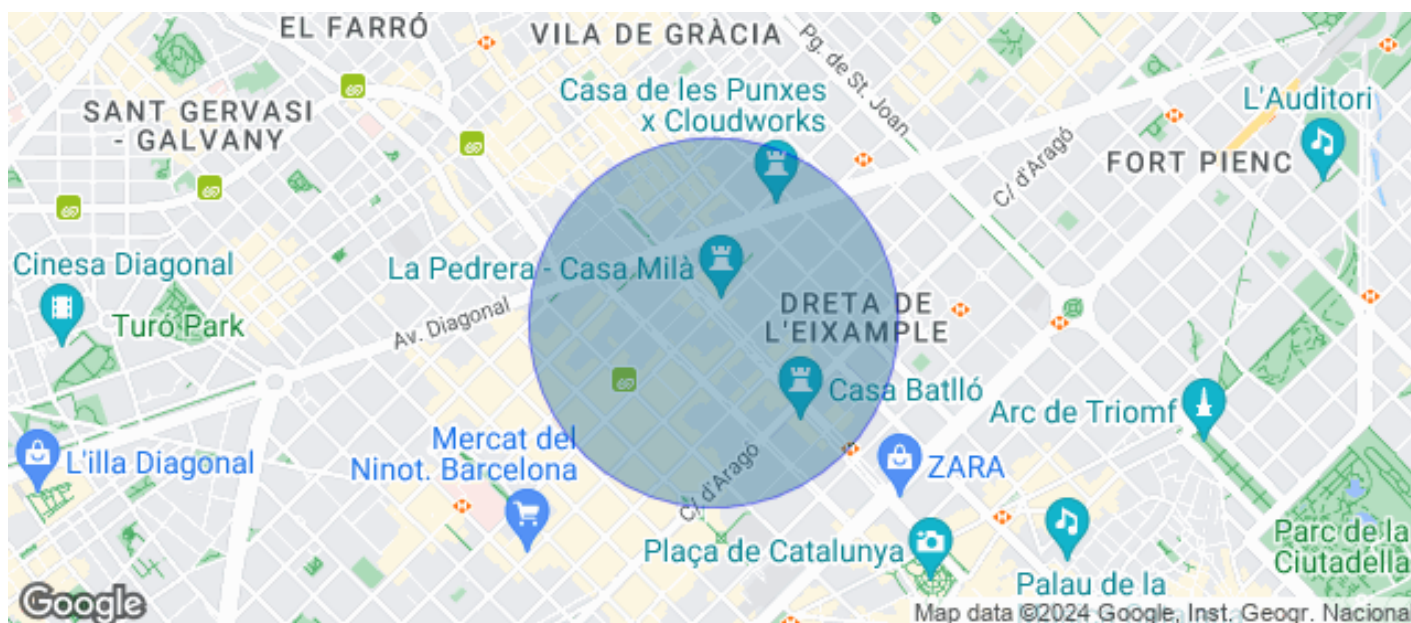 EL FARRÓ
VILA DE GRÀCIA
Pg. de St. Joan
Casa de les Punxes
x Cloudworks
L'Auditori
SANT GERVASI
- GALVANY
C/ d'Aragó
FORT PIENC
Cinesa Diagonal
La Pedrera - Casa Milà
Turó Park
Av. Diagonal
DRETA DE
L'EIXAMPLE
Casa Batlló
Arc de Triomf
L'illa Diagonal
Mercat del
Ninot. Barcelona
C/ d'Aragó
ZARA
Plaça de Catalunya
Parc de la
Ciutadella
Palau de la
Google
Map data ©2024 Google, Inst. Geogr. Naciona